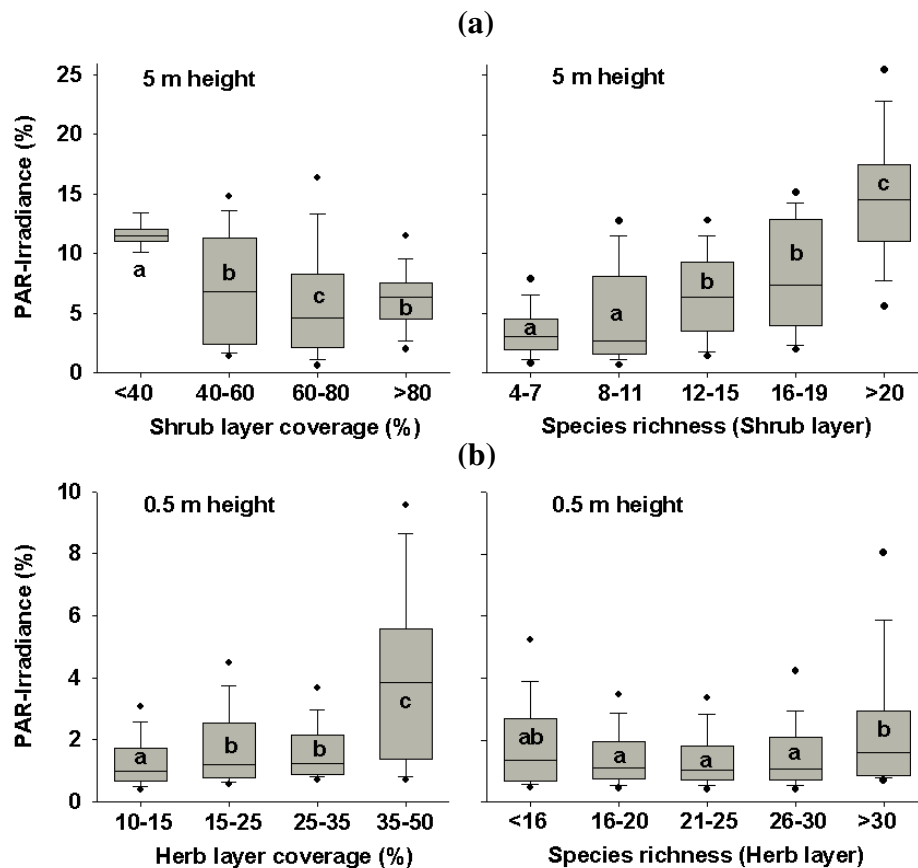 (a)
5 m height
5 m height
PAR-Irradiance (%)
25
20
15
10
5
0
a
b
c
b
a
a
b
b
c
<40 40-60 60-80 >80
4-7 8-11 12-15 16-19 >20
Shrub layer coverage (%)
Species richness (Shrub layer)
(b)
0.5 m height
0.5 m height
PAR-Irradiance (%)
10
8
6
4
2
0
a
b
b
c
ab
a
a
a
b
10-15 15-25 25-35 35-50
<16 16-20 21-25 26-30 >30
Herb layer coverage (%)
Species richness (Herb layer)